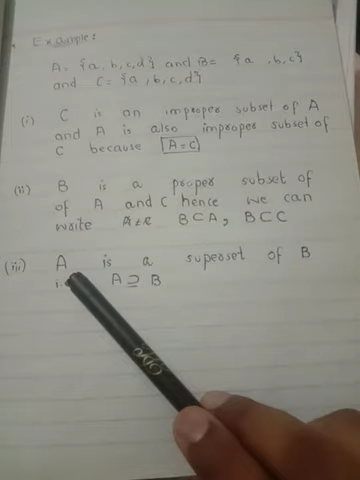 Example:
A= {a, b, c, d} and B= {a, b, c}
and C= {a, b, c, d}
(i) C is an improper subset of A
and A is also improper subset of
C because A=C
(ii) B is a proper subset of
of A and C hence we can
write B⊂A, B⊂C
(iii) A is a superset of B
A ⊇ B